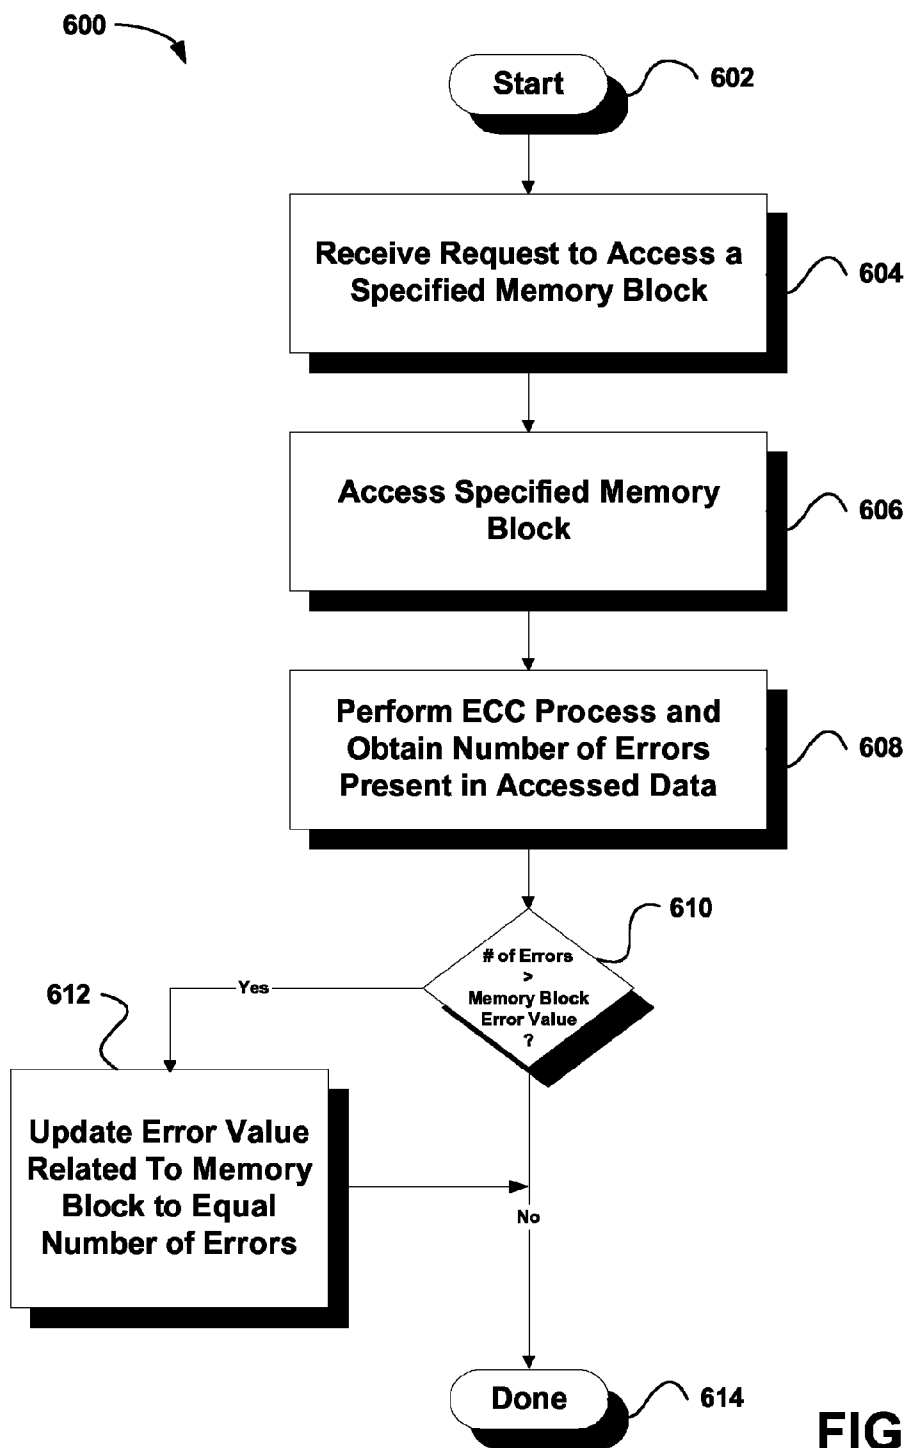 600
Start
602
Receive Request to Access a
Specified Memory Block
604
Access Specified Memory
Block
606
Perform ECC Process and
Obtain Number of Errors
Present in Accessed Data
608
# of Errors
>
Memory Block
Error Value
?
610
Yes
612
Update Error Value
Related To Memory
Block to Equal
Number of Errors
No
Done
614
FIG